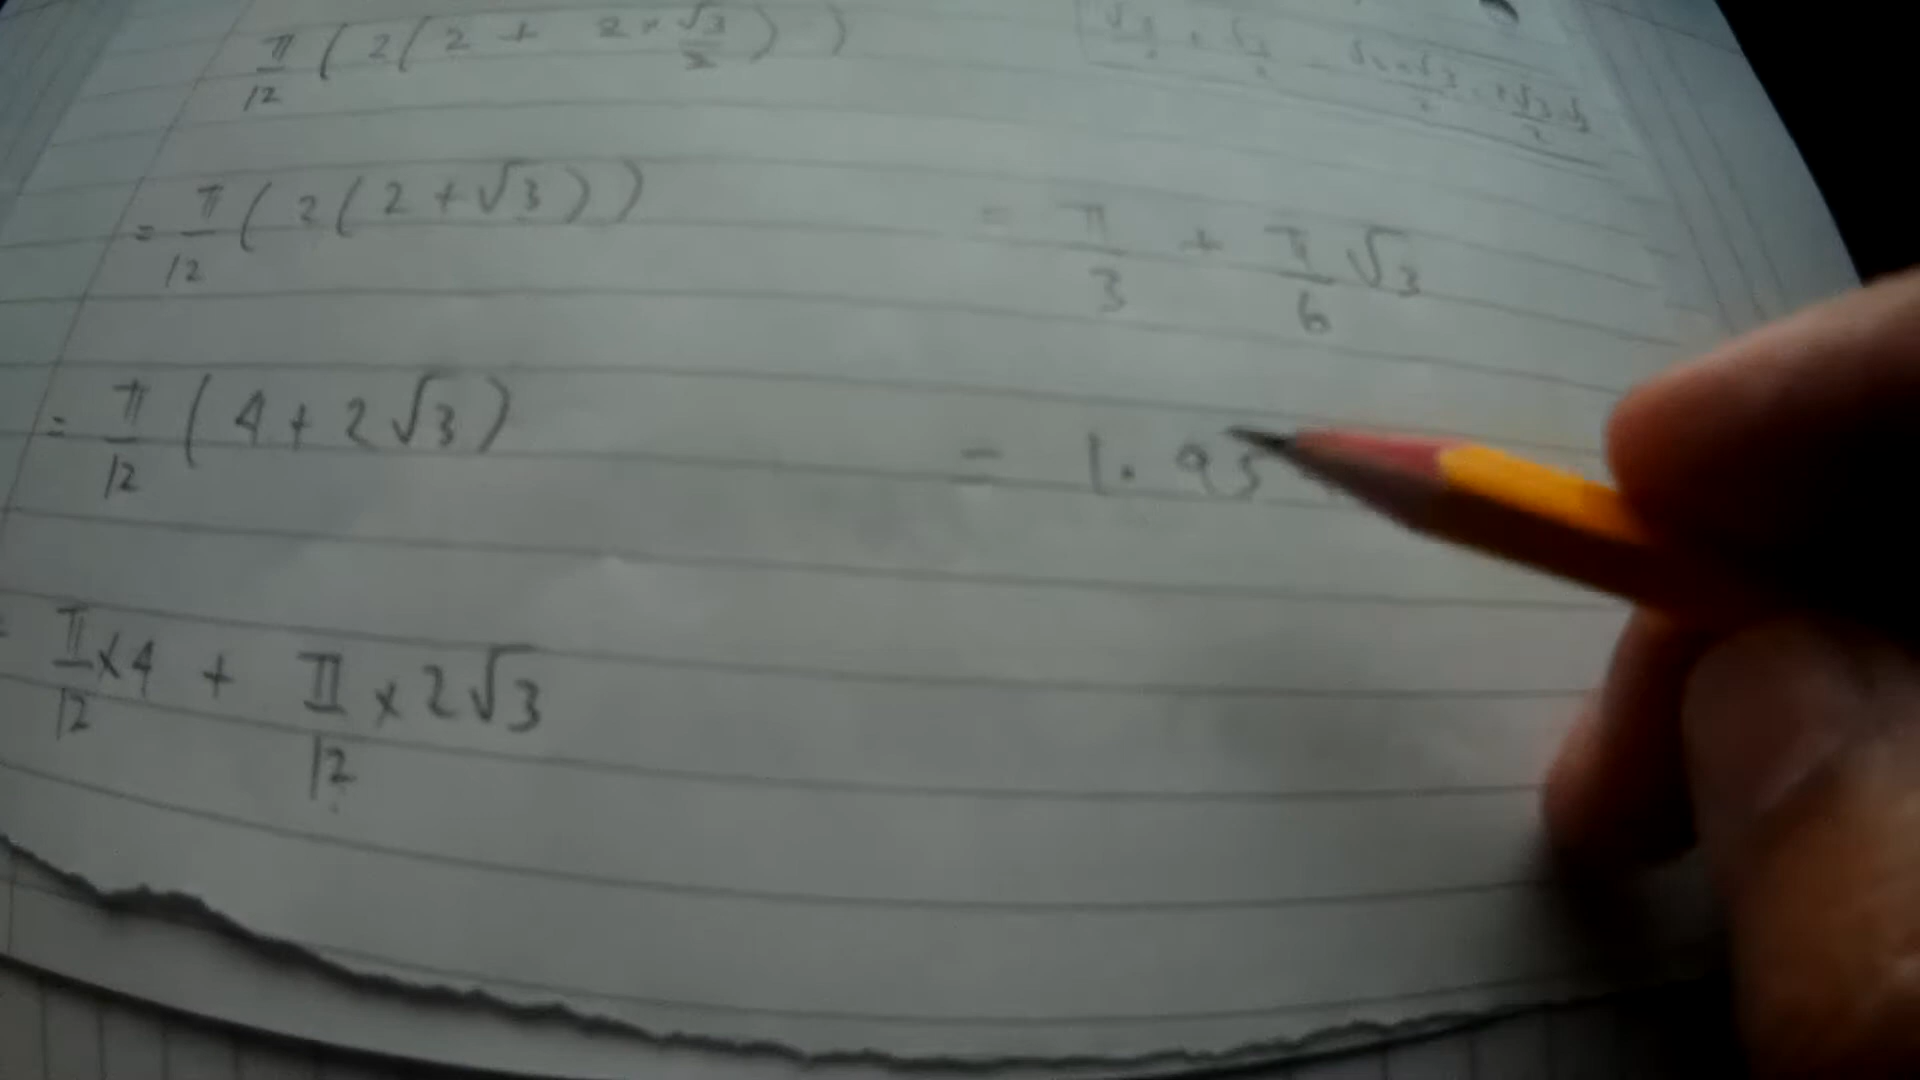 π/12 ( 2 ( 2 + 2 × √3/2 ) )
= π/12 ( 2 ( 2 + √3 ) )
= π/12 ( 4 + 2√3 )
= π/12 × 4 + π/12 × 2√3
= π/3 + π/6 √3
= 1.95